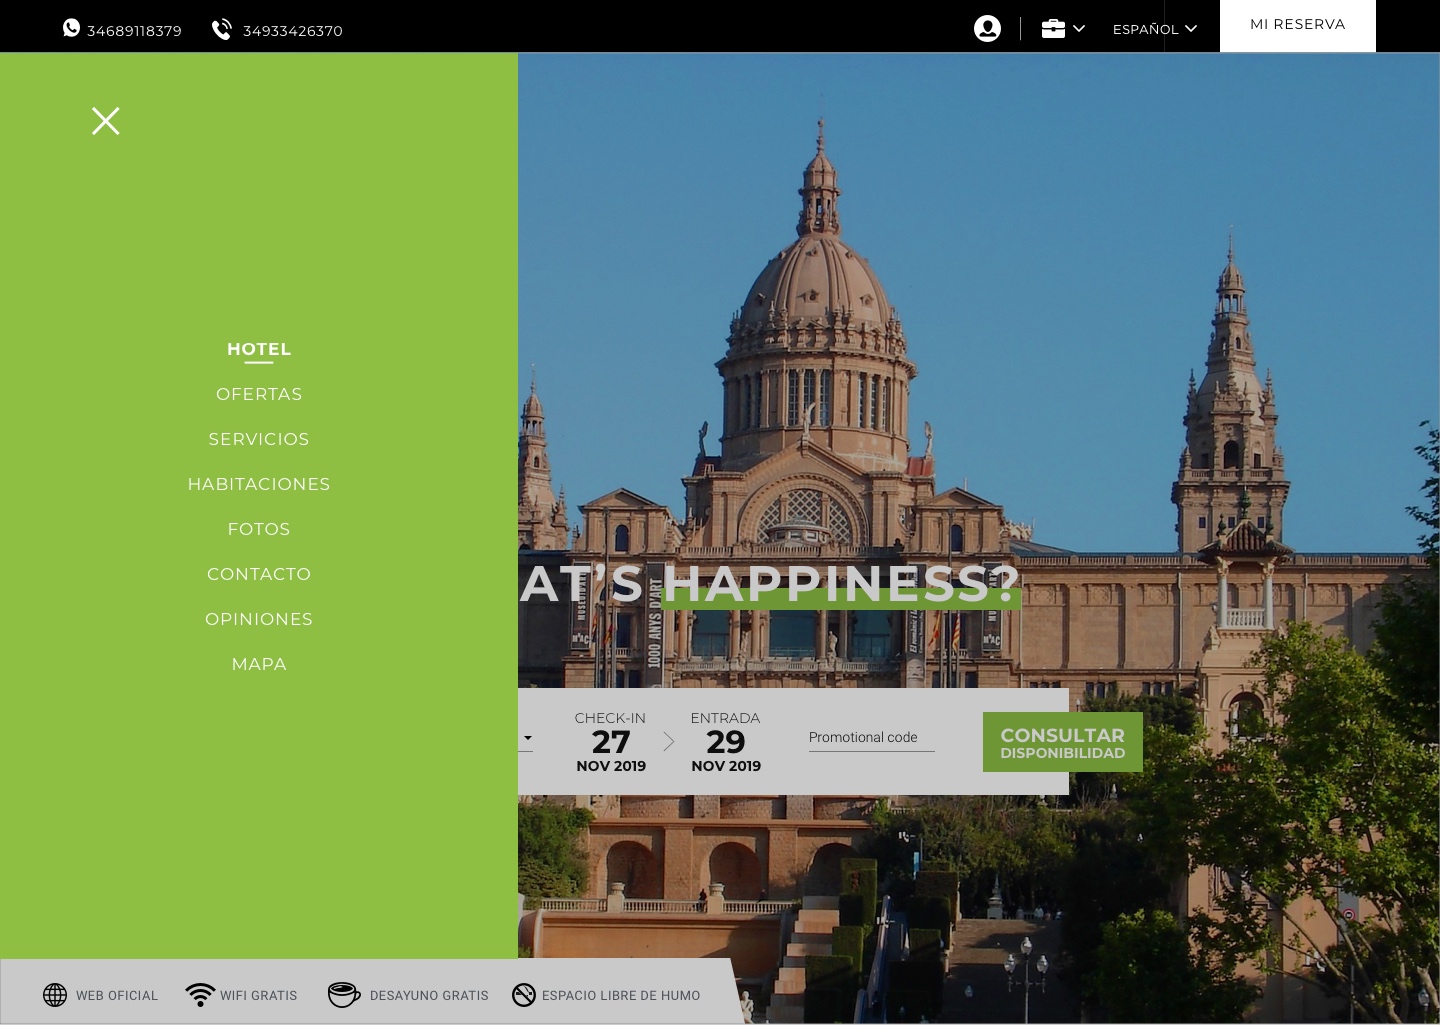 34689118379 34933426370 ESPAÑOL MI RESERVA
HOTEL
OFERTAS
SERVICIOS
HABITACIONES
FOTOS
CONTACTO
OPINIONES
MAPA
AT'S HAPPINESS?
1000 ANYS D'ART
CHECK-IN
27
NOV 2019
ENTRADA
29
NOV 2019
Promotional code
CONSULTAR
DISPONIBILIDAD
WEB OFICIAL WIFI GRATIS DESAYUNO GRATIS ESPACIO LIBRE DE HUMO